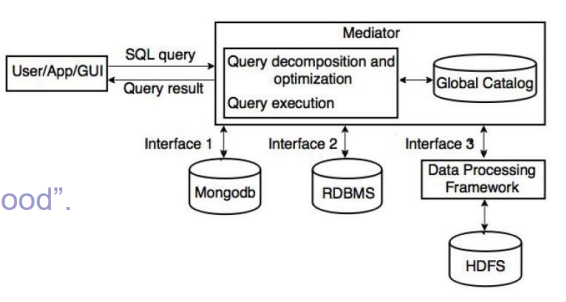 Mediator
SQL query
User/App/GUI
Query result
Query decomposition and
optimization
Query execution
Global Catalog
Interface 1
Interface 2
Interface 3
Mongodb
RDBMS
Data Processing
Framework
ood”.
HDFS